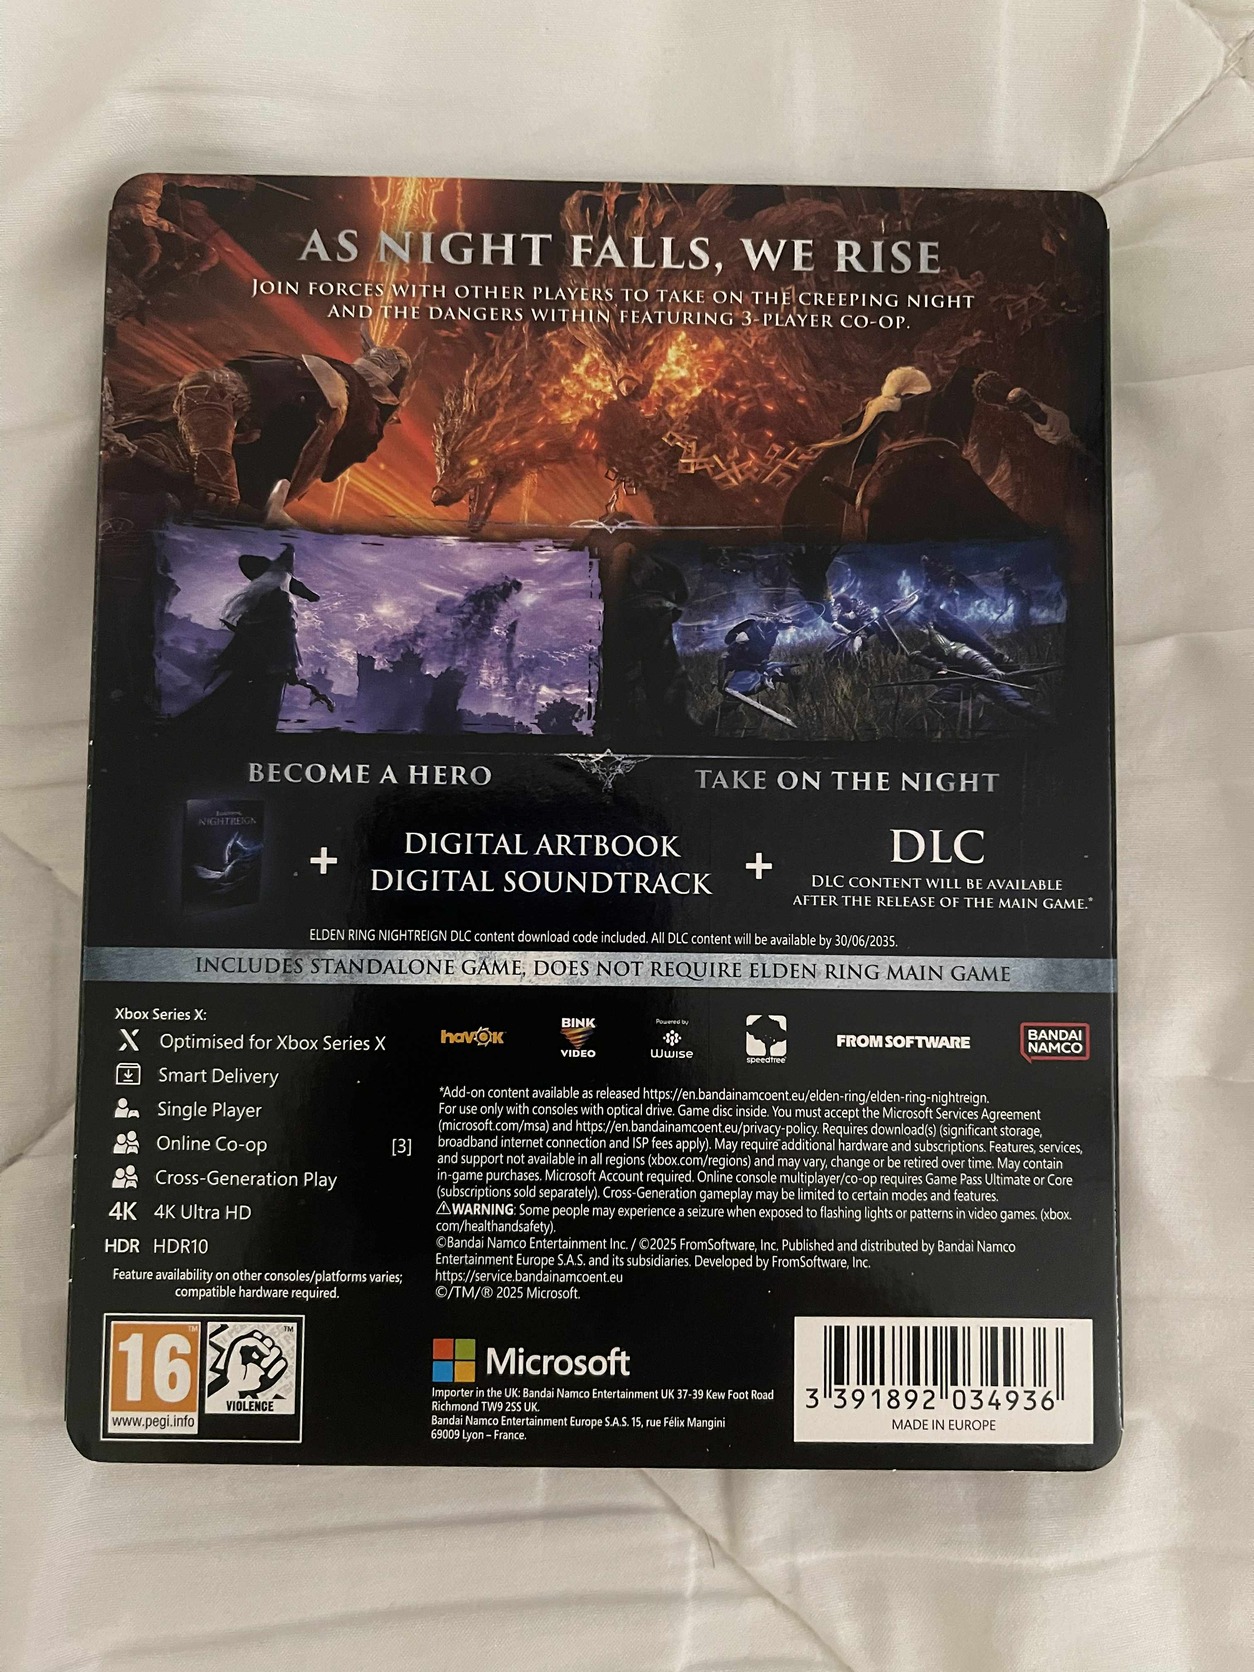 AS NIGHT FALLS, WE RISE
JOIN FORCES WITH OTHER PLAYERS TO TAKE ON THE CREEPING NIGHT
AND THE DANGERS WITHIN FEATURING 3-PLAYER CO-OP.
BECOME A HERO
TAKE ON THE NIGHT
NIGHTREIGN
+
DIGITAL ARTBOOK
DIGITAL SOUNDTRACK
+
DLC
DLC CONTENT WILL BE AVAILABLE
AFTER THE RELEASE OF THE MAIN GAME.*
ELDEN RING NIGHTREIGN DLC content download code included. All DLC content will be available by 30/06/2035.
INCLUDES STANDALONE GAME, DOES NOT REQUIRE ELDEN RING MAIN GAME
Xbox Series X:
X Optimised for Xbox Series X
Smart Delivery
Single Player
Online Co-op [3]
Cross-Generation Play
4K 4K Ultra HD
HDR HDR10
Feature availability on other consoles/platforms varies;
compatible hardware required.
havok
BINK
VIDEO
Powered by
Wwise
speedtree
FROMSOFTWARE
BANDAI
NAMCO
*Add-on content available as released https://en.bandainamcoent.eu/elden-ring/elden-ring-nightreign.
For use only with consoles with optical drive. Game disc inside. You must accept the Microsoft Services Agreement
(microsoft.com/msa) and https://en.bandainamcoent.eu/privacy-policy. Requires download(s) (significant storage,
broadband internet connection and ISP fees apply). May require additional hardware and subscriptions. Features, services,
and support not available in all regions (xbox.com/regions) and may vary, change or be retired over time. May contain
in-game purchases. Microsoft Account required. Online console multiplayer/co-op requires Game Pass Ultimate or Core
(subscriptions sold separately). Cross-Generation gameplay may be limited to certain modes and features.
⚠WARNING: Some people may experience a seizure when exposed to flashing lights or patterns in video games. (xbox.
com/healthandsafety).
©Bandai Namco Entertainment Inc. / ©2025 FromSoftware, Inc. Published and distributed by Bandai Namco
Entertainment Europe S.A.S. and its subsidiaries. Developed by FromSoftware, Inc.
https://service.bandainamcoent.eu
©/TM/® 2025 Microsoft.
16™
www.pegi.info
™
VIOLENCE
Microsoft
Importer in the UK: Bandai Namco Entertainment UK 37-39 Kew Foot Road
Richmond TW9 2SS UK.
Bandai Namco Entertainment Europe S.A.S. 15, rue Félix Mangini
69009 Lyon – France.
3 391892 034936
MADE IN EUROPE